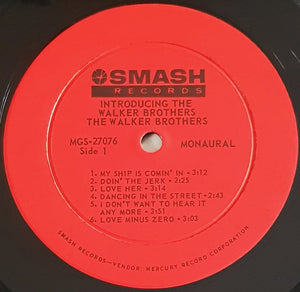 SMASH
RECORDS
INTRODUCING THE
WALKER BROTHERS
THE WALKER BROTHERS
MGS-27076
Side 1
MONAURAL
1. MY SHIP IS COMIN' IN • 3:12
2. DOIN' THE JERK • 2:25
3. LOVE HER • 3:14
4. DANCING IN THE STREET • 2:43
5. I DON'T WANT TO HEAR IT
ANY MORE • 3:51
6. LOVE MINUS ZERO • 3:03
SMASH RECORDS—VENDOR: MERCURY RECORD CORPORATION